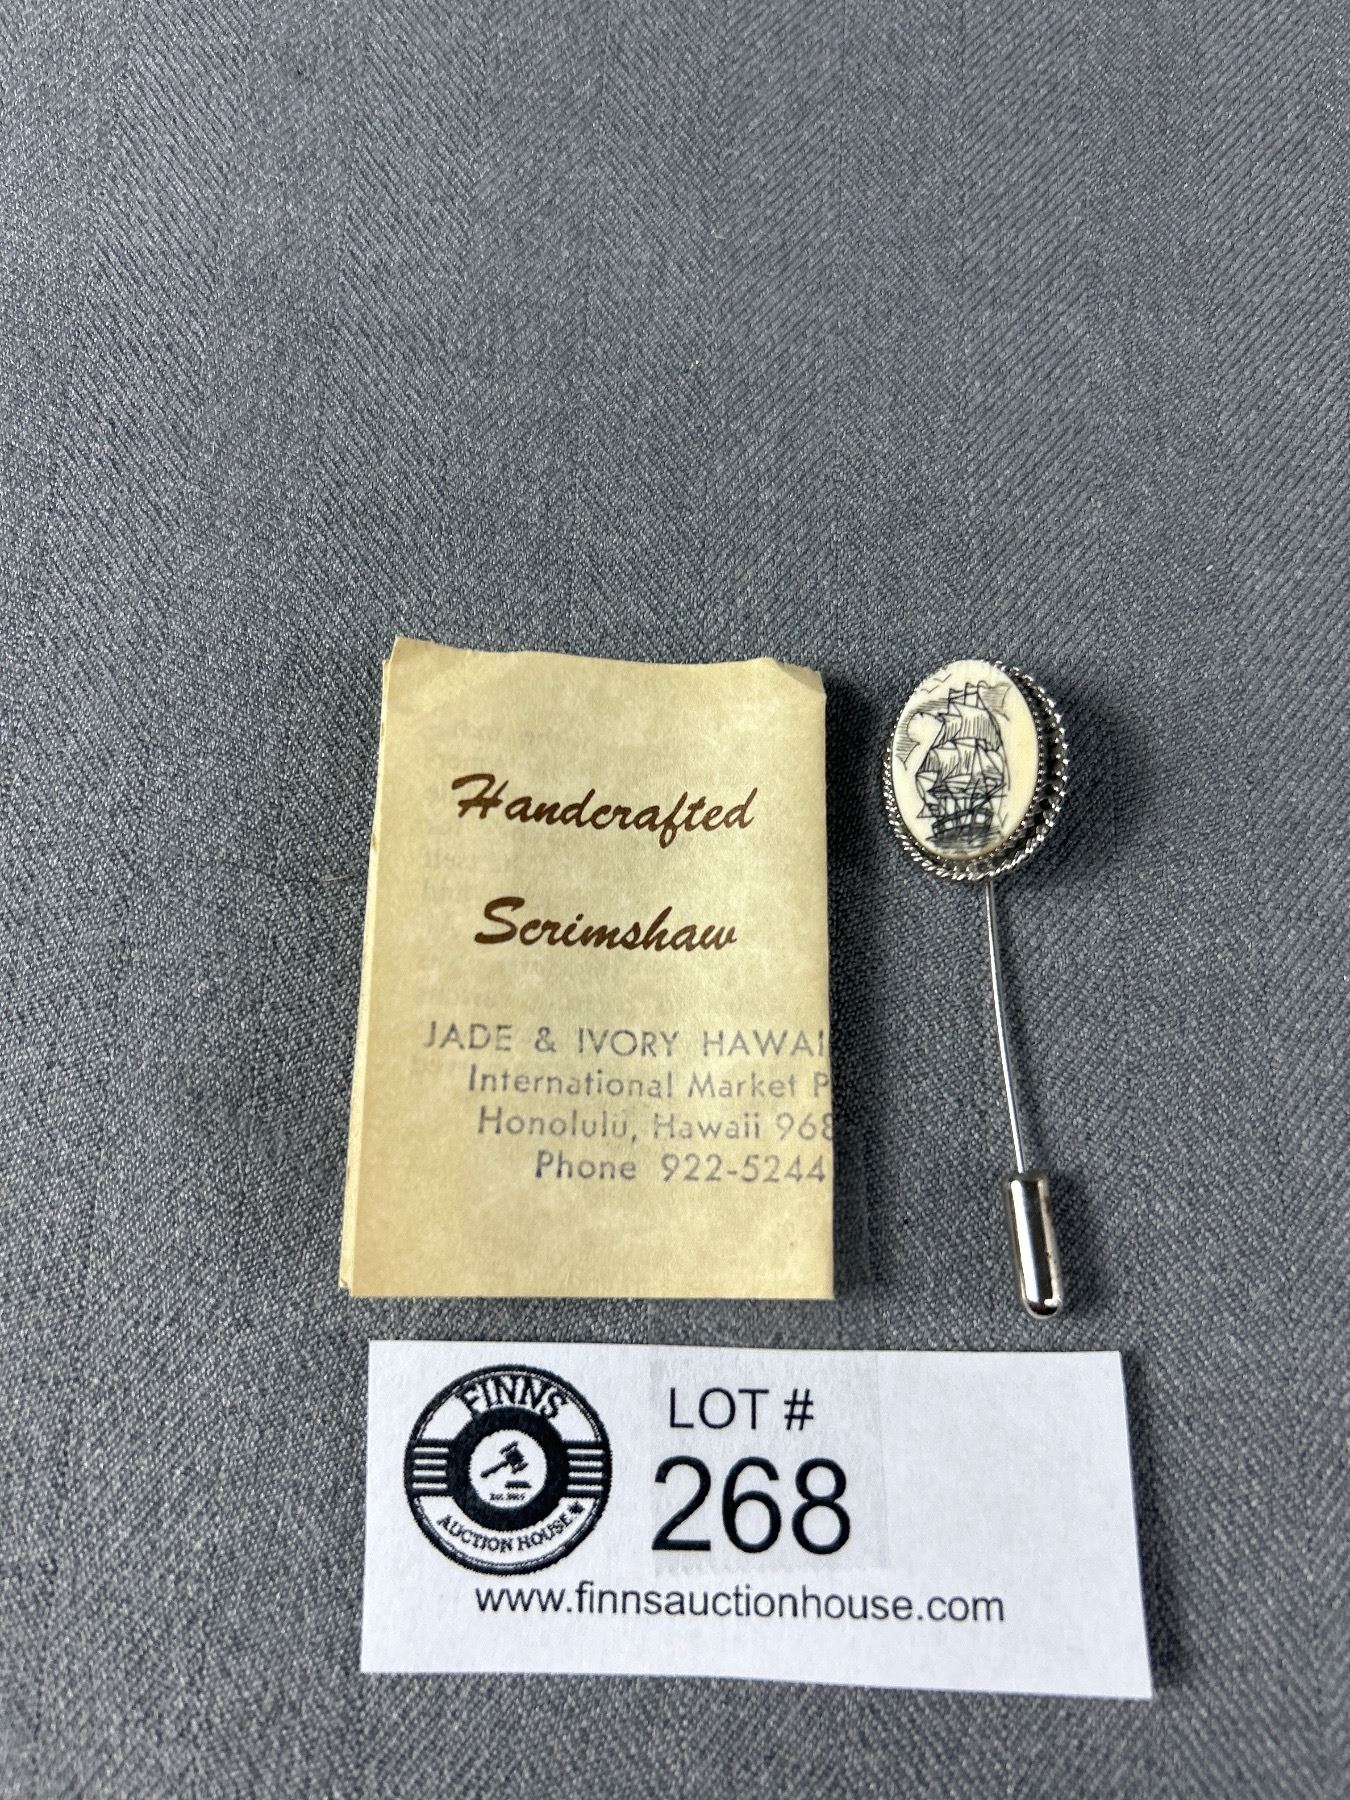 Handcrafted
Scrimshaw
JADE & IVORY HAWAI
International Market P
Honolulu, Hawaii 968
Phone 922-5244
FINNS
AUCTION HOUSE
LOT #
268
www.finnsauctionhouse.com